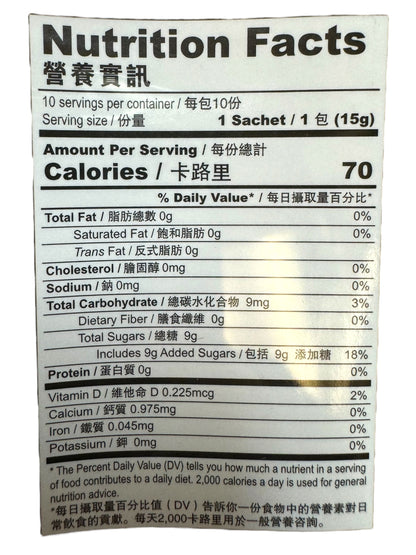 Nutrition Facts
營養實訊
10 servings per container / 每包10份
Serving size / 份量 1 Sachet / 1 包 (15g)
Amount Per Serving / 每份總計
Calories / 卡路里 70
% Daily Value* / 每日攝取量百分比*
Total Fat / 脂肪總數 0g 0%
Saturated Fat / 飽和脂肪 0g 0%
Trans Fat / 反式脂肪 0g
Cholesterol / 膽固醇 0mg 0%
Sodium / 鈉 0mg 0%
Total Carbohydrate / 總碳水化合物 9mg 3%
Dietary Fiber / 膳食纖維 0g 0%
Total Sugars / 總糖 9g
Includes 9g Added Sugars / 包括 9g 添加糖 18%
Protein / 蛋白質 0g 0%
Vitamin D / 維他命 D 0.225mcg 2%
Calcium / 鈣質 0.975mg 0%
Iron / 鐵質 0.045mg 0%
Potassium / 鉀 0mg 0%
* The Percent Daily Value (DV) tells you how much a nutrient in a serving
of food contributes to a daily diet. 2,000 calories a day is used for general
nutrition advice.
*每日攝取量百分比值（DV）告訴你一份食物中的營養素對日
常飲食的貢獻。每天2,000卡路里用於一般營養咨詢。